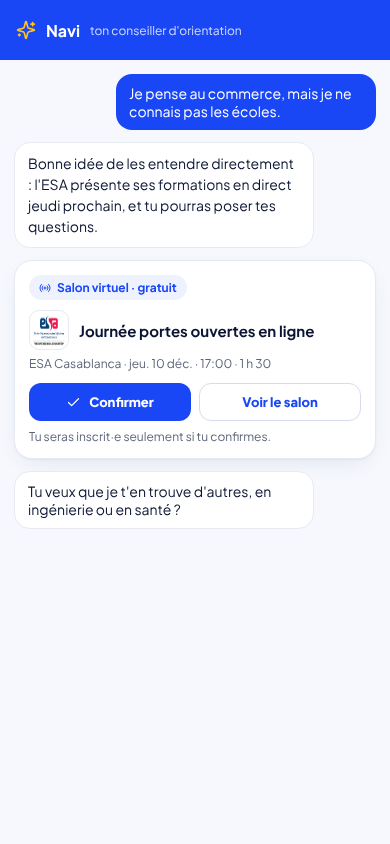 Navi ton conseiller d'orientation
Je pense au commerce, mais je ne
connais pas les écoles.
Bonne idée de les entendre directement
: l'ESA présente ses formations en direct
jeudi prochain, et tu pourras poser tes
questions.
Salon virtuel · gratuit
esa
Journée portes ouvertes en ligne
ESA Casablanca · jeu. 10 déc. · 17:00 · 1 h 30
Confirmer
Voir le salon
Tu seras inscrit·e seulement si tu confirmes.
Tu veux que je t'en trouve d'autres, en
ingénierie ou en santé ?